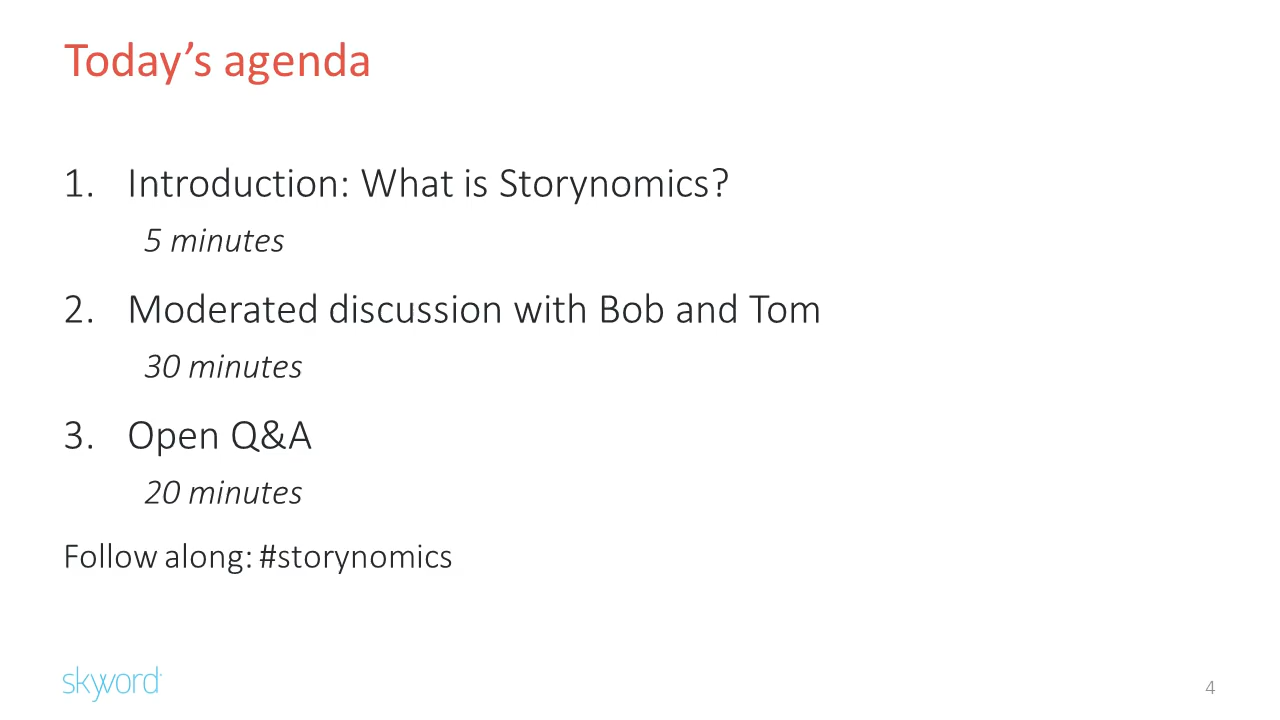 Today’s agenda
1. Introduction: What is Storynomics?
5 minutes
2. Moderated discussion with Bob and Tom
30 minutes
3. Open Q&A
20 minutes
Follow along: #storynomics
skyword
4